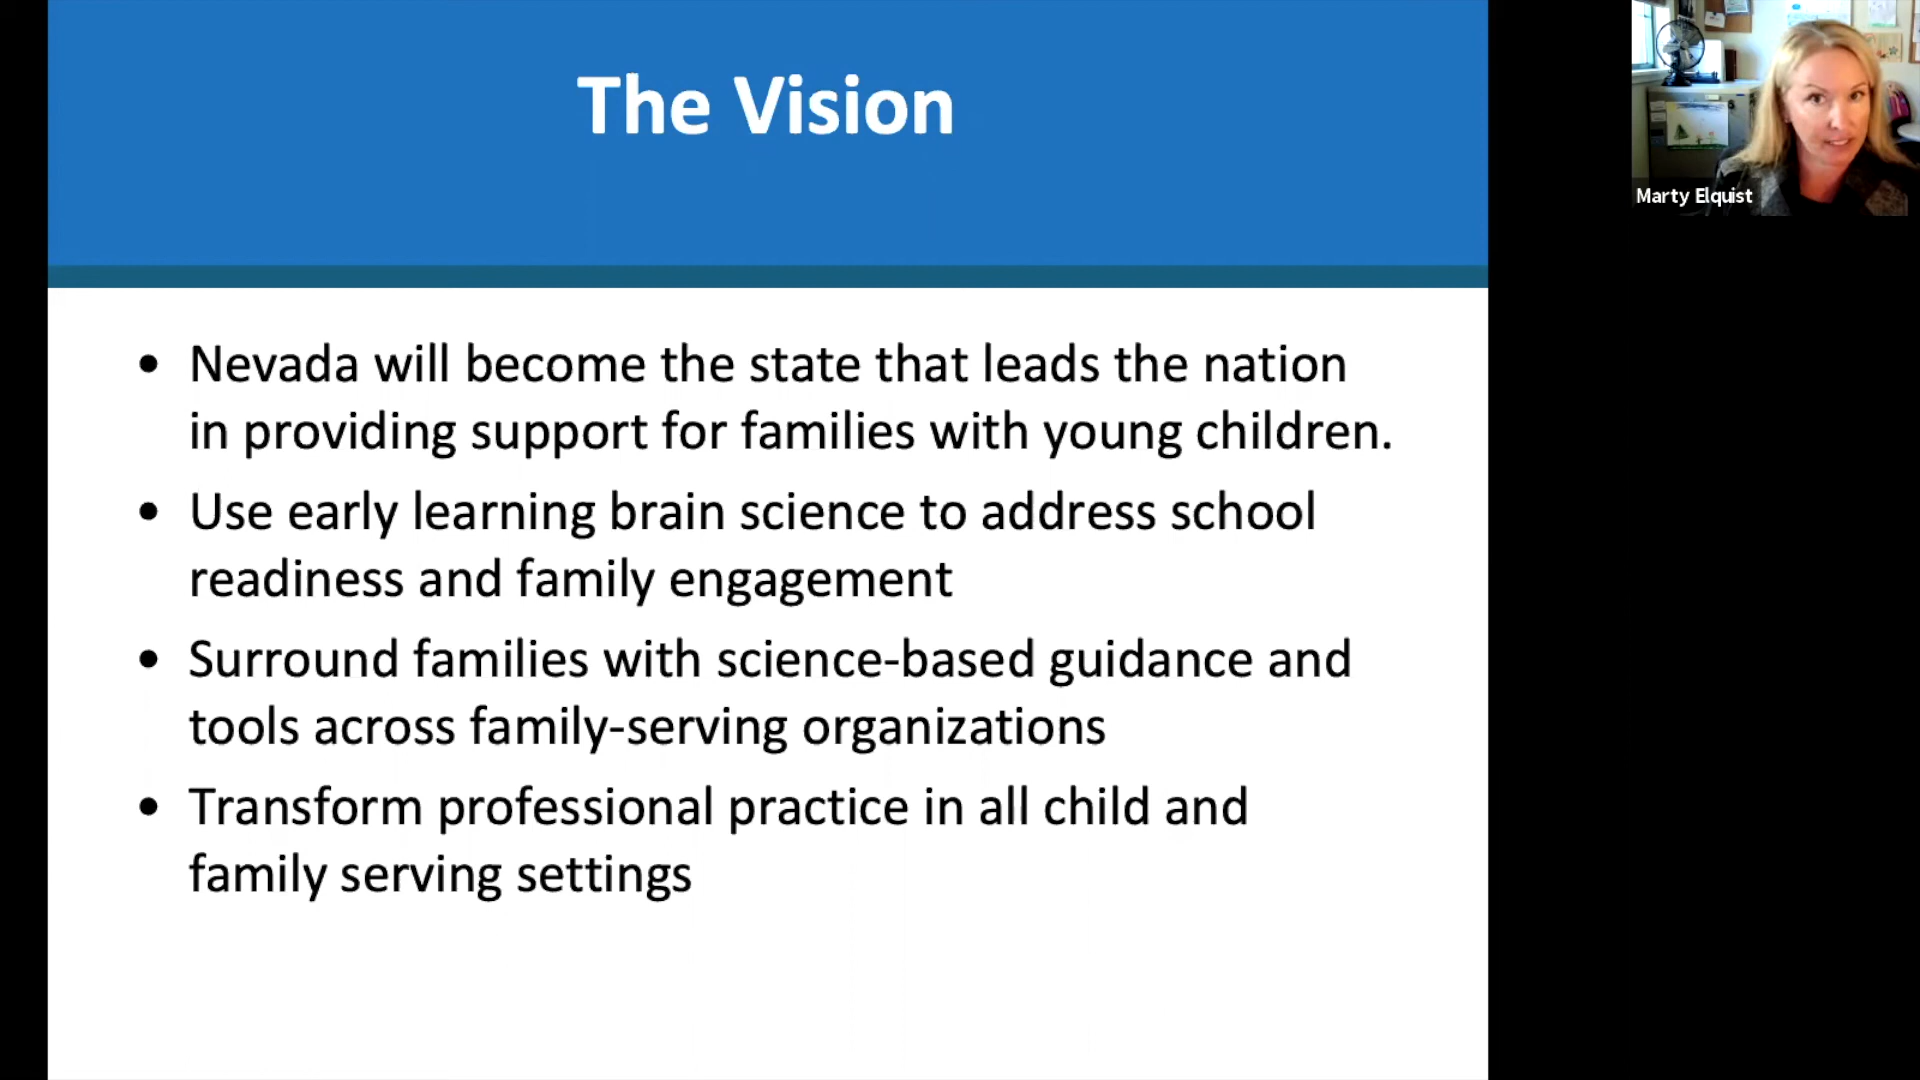 The Vision
Marty Elquist
• Nevada will become the state that leads the nation
in providing support for families with young children.
• Use early learning brain science to address school
readiness and family engagement
• Surround families with science-based guidance and
tools across family-serving organizations
• Transform professional practice in all child and
family serving settings